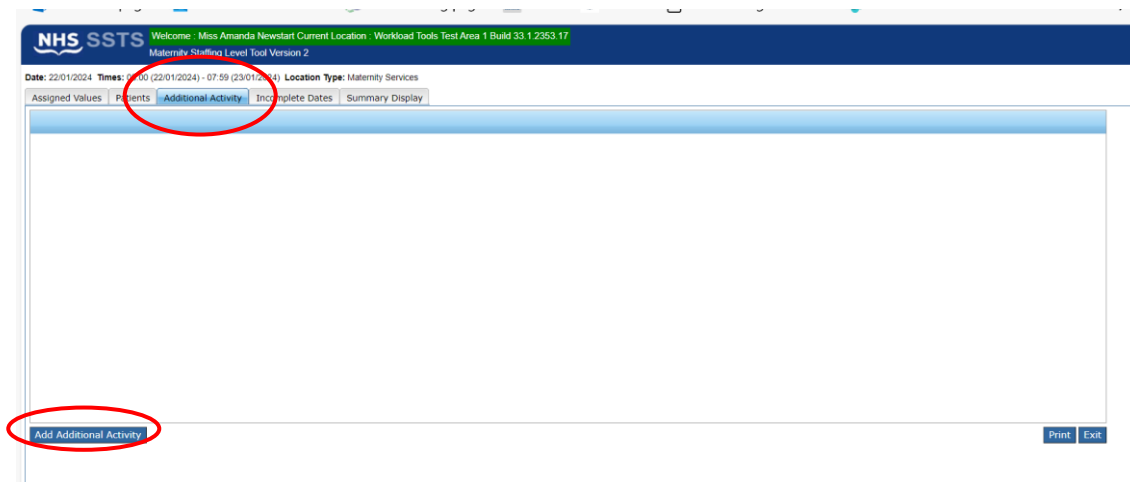 NHS SSTS
Welcome : Miss Amanda Newstart Current Location : Workload Tools Test Area 1 Build 33.1.2353.17
Maternity Staffing Level Tool Version 2
Date: 22/01/2024 Times: (22/01/2024) - 07:59 (23/01/2024) Location Type: Maternity Services
Assigned Values Patients Additional Activity Incomplete Dates Summary Display
Add Additional Activity Print Exit